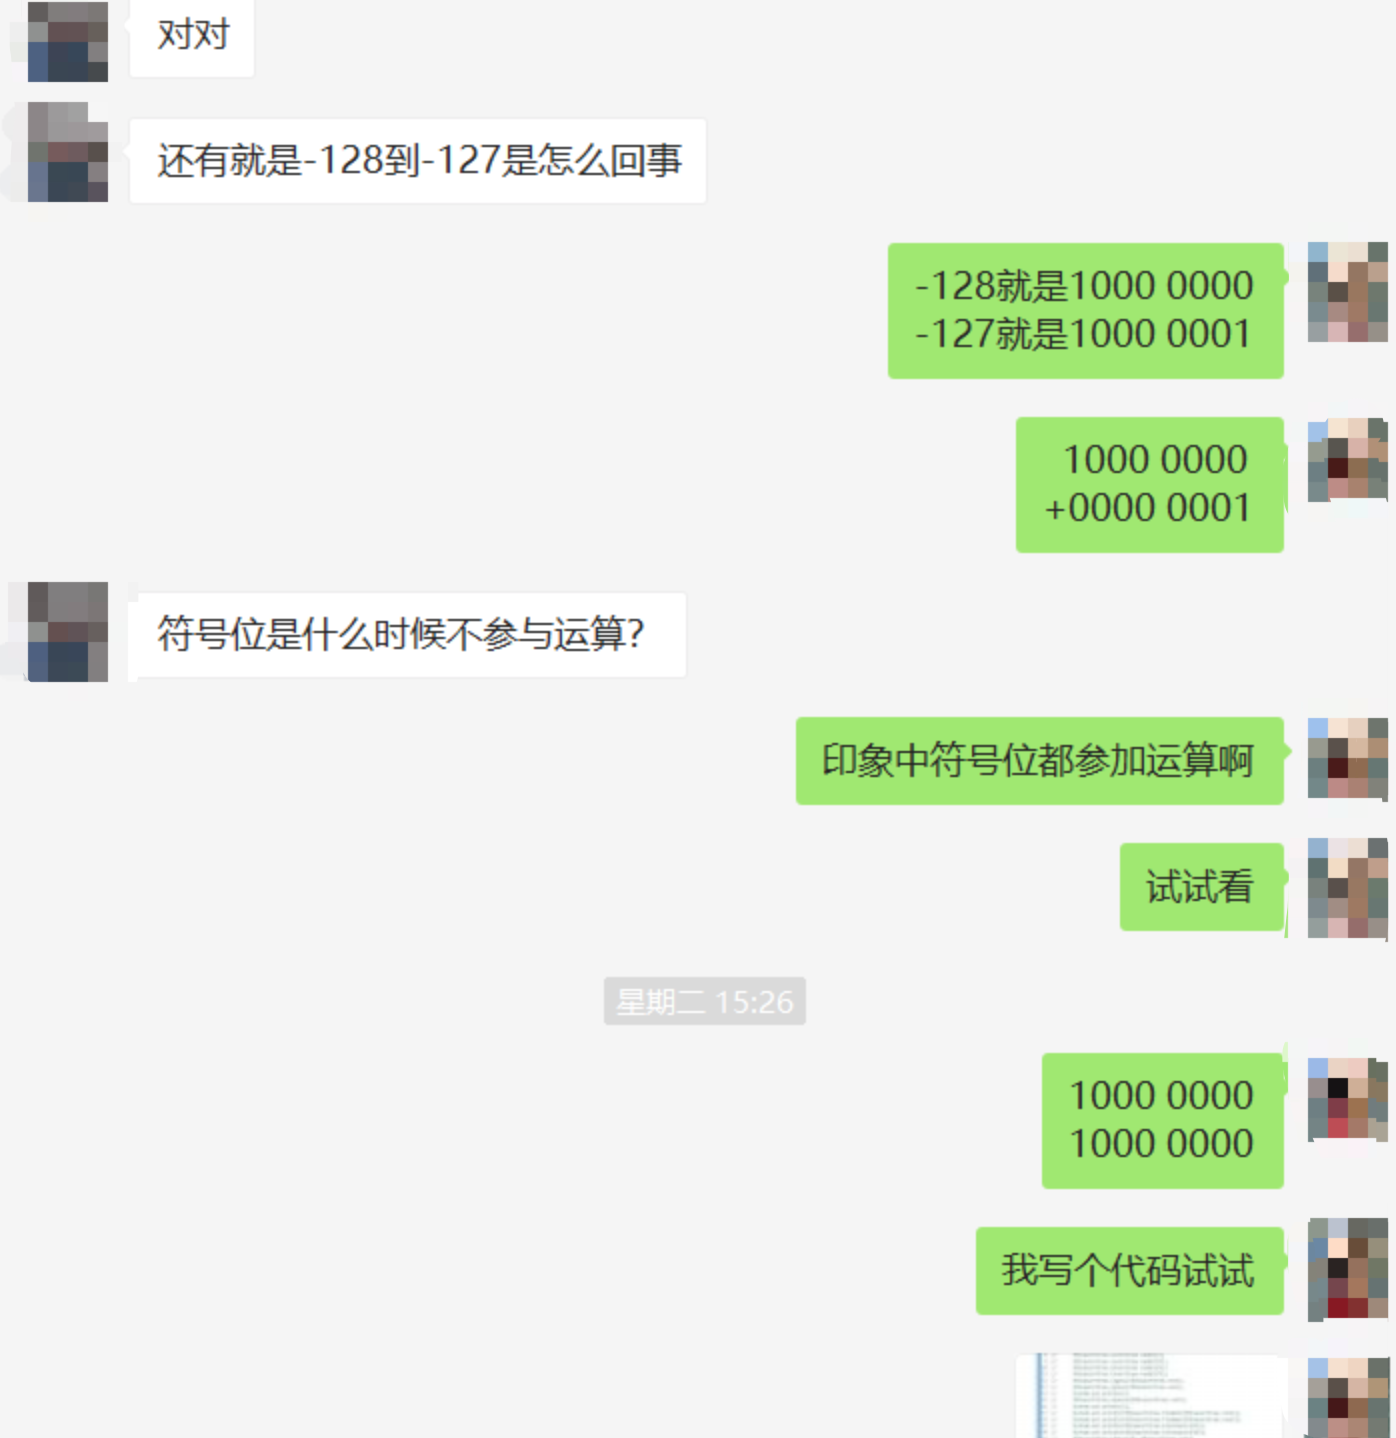 对对
还有就是-128到-127是怎么回事
-128就是1000 0000
-127就是1000 0001
1000 0000
+0000 0001
符号位是什么时候不参与运算?
印象中符号位都参加运算啊
试试看
星期二 15:26
1000 0000
1000 0000
我写个代码试试